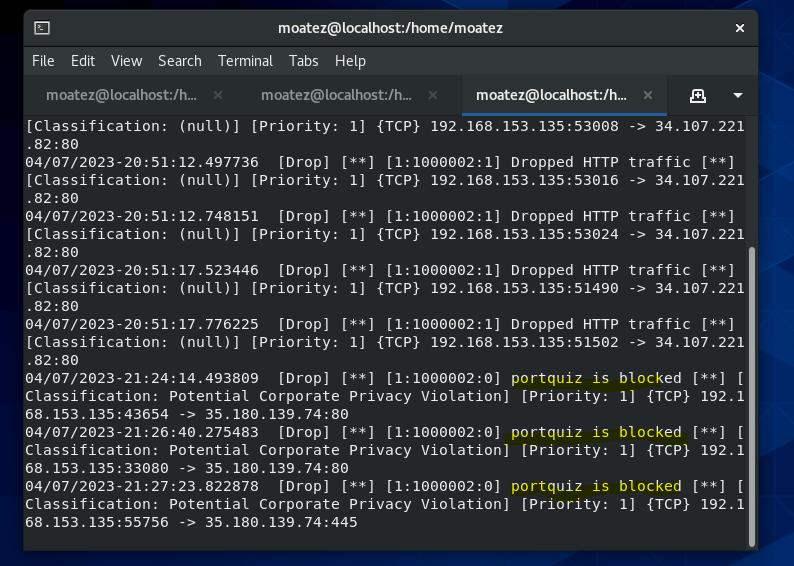 moatez@localhost:/home/moatez
File Edit View Search Terminal Tabs Help
moatez@localhost:/h... moatez@localhost:/h... moatez@localhost:/h...
[Classification: (null)] [Priority: 1] {TCP} 192.168.153.135:53008 -> 34.107.221
.82:80
04/07/2023-20:51:12.497736  [Drop] [**] [1:1000002:1] Dropped HTTP traffic [**]
[Classification: (null)] [Priority: 1] {TCP} 192.168.153.135:53016 -> 34.107.221
.82:80
04/07/2023-20:51:12.748151  [Drop] [**] [1:1000002:1] Dropped HTTP traffic [**]
[Classification: (null)] [Priority: 1] {TCP} 192.168.153.135:53024 -> 34.107.221
.82:80
04/07/2023-20:51:17.523446  [Drop] [**] [1:1000002:1] Dropped HTTP traffic [**]
[Classification: (null)] [Priority: 1] {TCP} 192.168.153.135:51490 -> 34.107.221
.82:80
04/07/2023-20:51:17.776225  [Drop] [**] [1:1000002:1] Dropped HTTP traffic [**]
[Classification: (null)] [Priority: 1] {TCP} 192.168.153.135:51502 -> 34.107.221
.82:80
04/07/2023-21:24:14.493809  [Drop] [**] [1:1000002:0] portquiz is blocked [**] [
Classification: Potential Corporate Privacy Violation] [Priority: 1] {TCP} 192.1
68.153.135:43654 -> 35.180.139.74:80
04/07/2023-21:26:40.275483  [Drop] [**] [1:1000002:0] portquiz is blocked [**] [
Classification: Potential Corporate Privacy Violation] [Priority: 1] {TCP} 192.1
68.153.135:33080 -> 35.180.139.74:80
04/07/2023-21:27:23.822878  [Drop] [**] [1:1000002:0] portquiz is blocked [**] [
Classification: Potential Corporate Privacy Violation] [Priority: 1] {TCP} 192.1
68.153.135:55756 -> 35.180.139.74:445